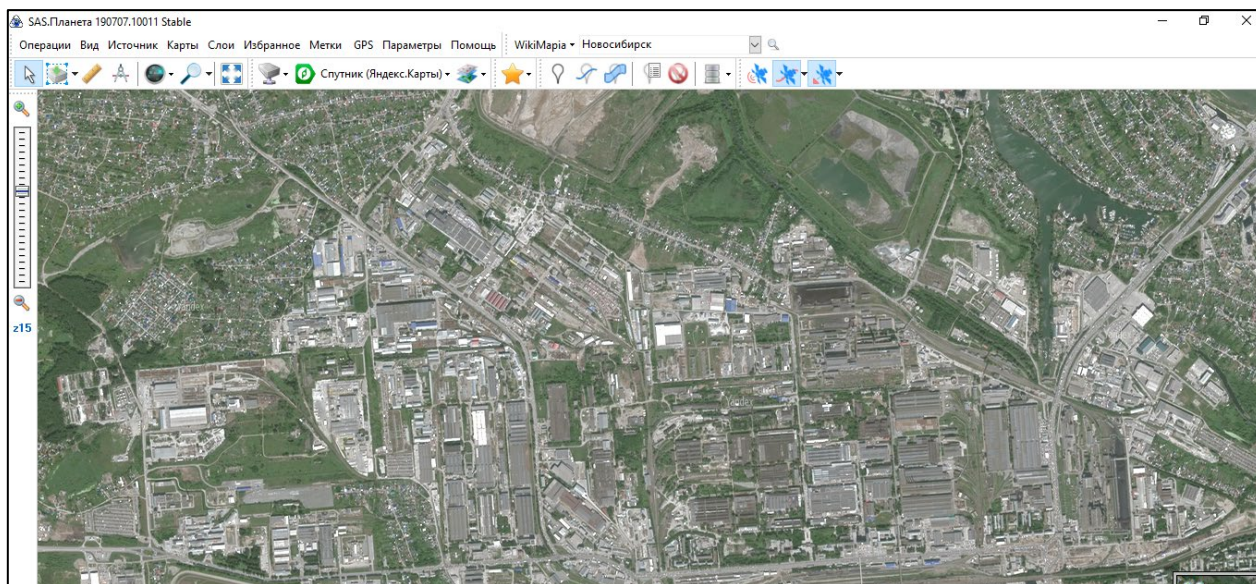 SAS.Планета 190707.10011 Stable
Операции Вид Источник Карты Слои Избранное Метки GPS Параметры Помощь WikiMapia Новосибирск
Спутник (Яндекс.Карты)
z15